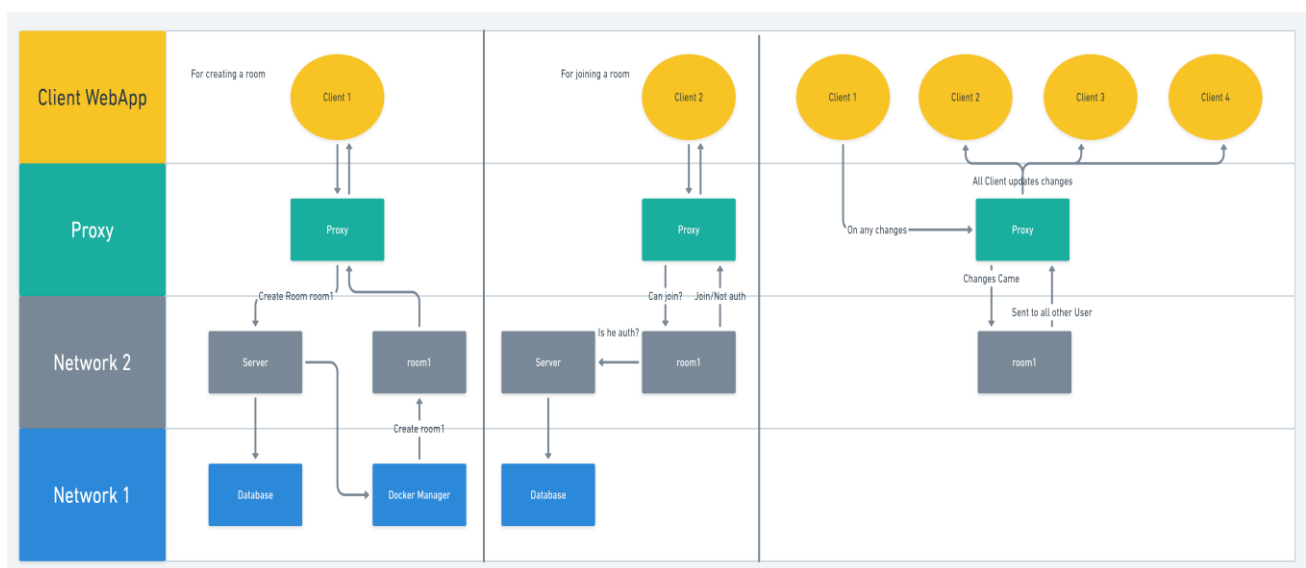 Client WebApp
For creating a room
Client 1
For joining a room
Client 2
Client 1
Client 2
Client 3
Client 4
All Client updates changes
Proxy
Proxy
Proxy
On any changes
Proxy
Create Room room1
Can join?
Join/Not auth
Changes Came
Sent to all other User
Network 2
Server
room1
Is he auth?
Server
room1
room1
Create room1
Network 1
Database
Docker Manager
Database